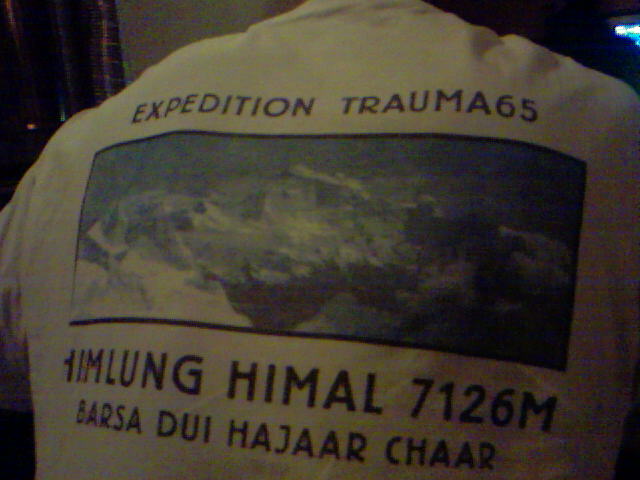 EXPEDITION TRAUMA65
HIMLUNG HIMAL 7126M
BARSA DUI HAJAAR CHAAR